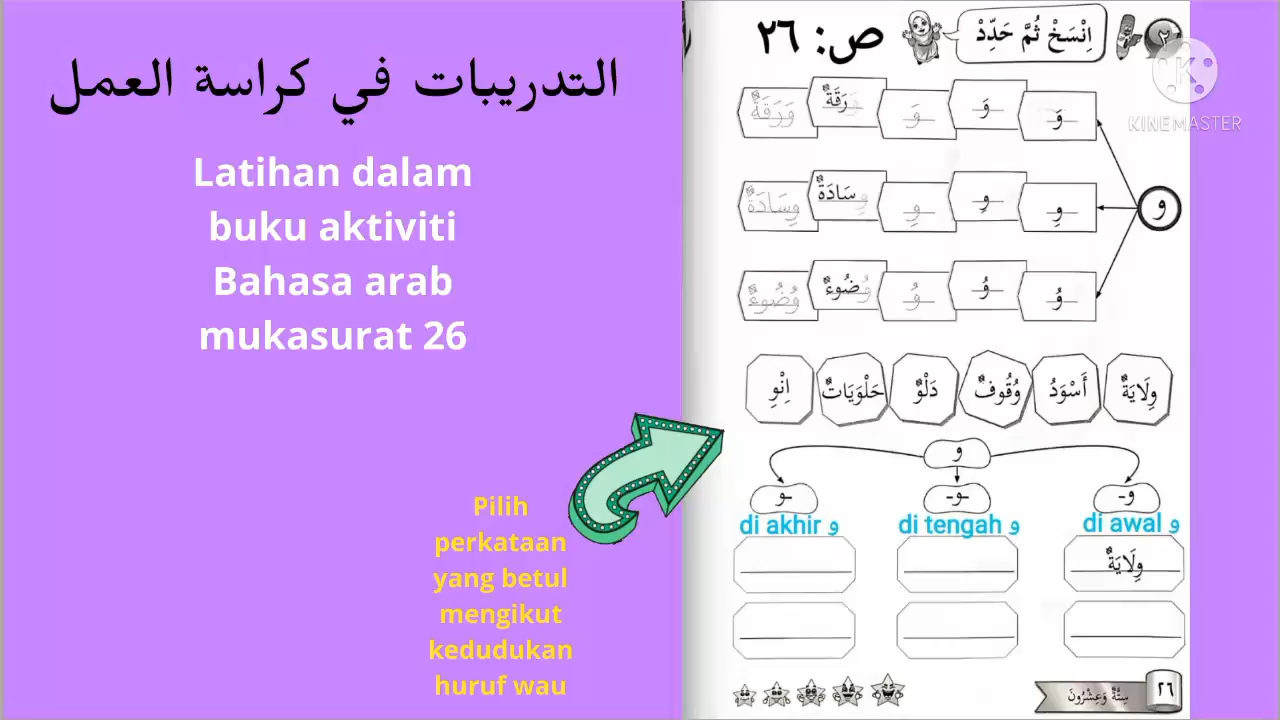 التدريبات في كراسة العمل
Latihan dalam
buku aktiviti
Bahasa arab
mukasurat 26
Pilih
perkataan
yang betul
mengikut
kedudukan
huruf wau
ص: ٢٦
اِنْسَخْ ثُمَّ حَدِّدْ
٢
KINEMASTER
وَ وَ وَ وَرَقَةٌ وَرَقَةٌ
وِ وِ وِ وِسَادَةٌ وِسَادَةٌ
وُ وُ وُ وُضُوءٌ وُضُوءٌ
و
وِلَايَةٌ أَسْوَدُ وُقُوفٌ دَلْوٌ حَلْوَيَاتٌ اِنْوِ
و
و- -و- -و
di awal و
di tengah و
di akhir و
وِلَايَةٌ
سِتَّةٌ وَعِشْرُونَ
٢٦